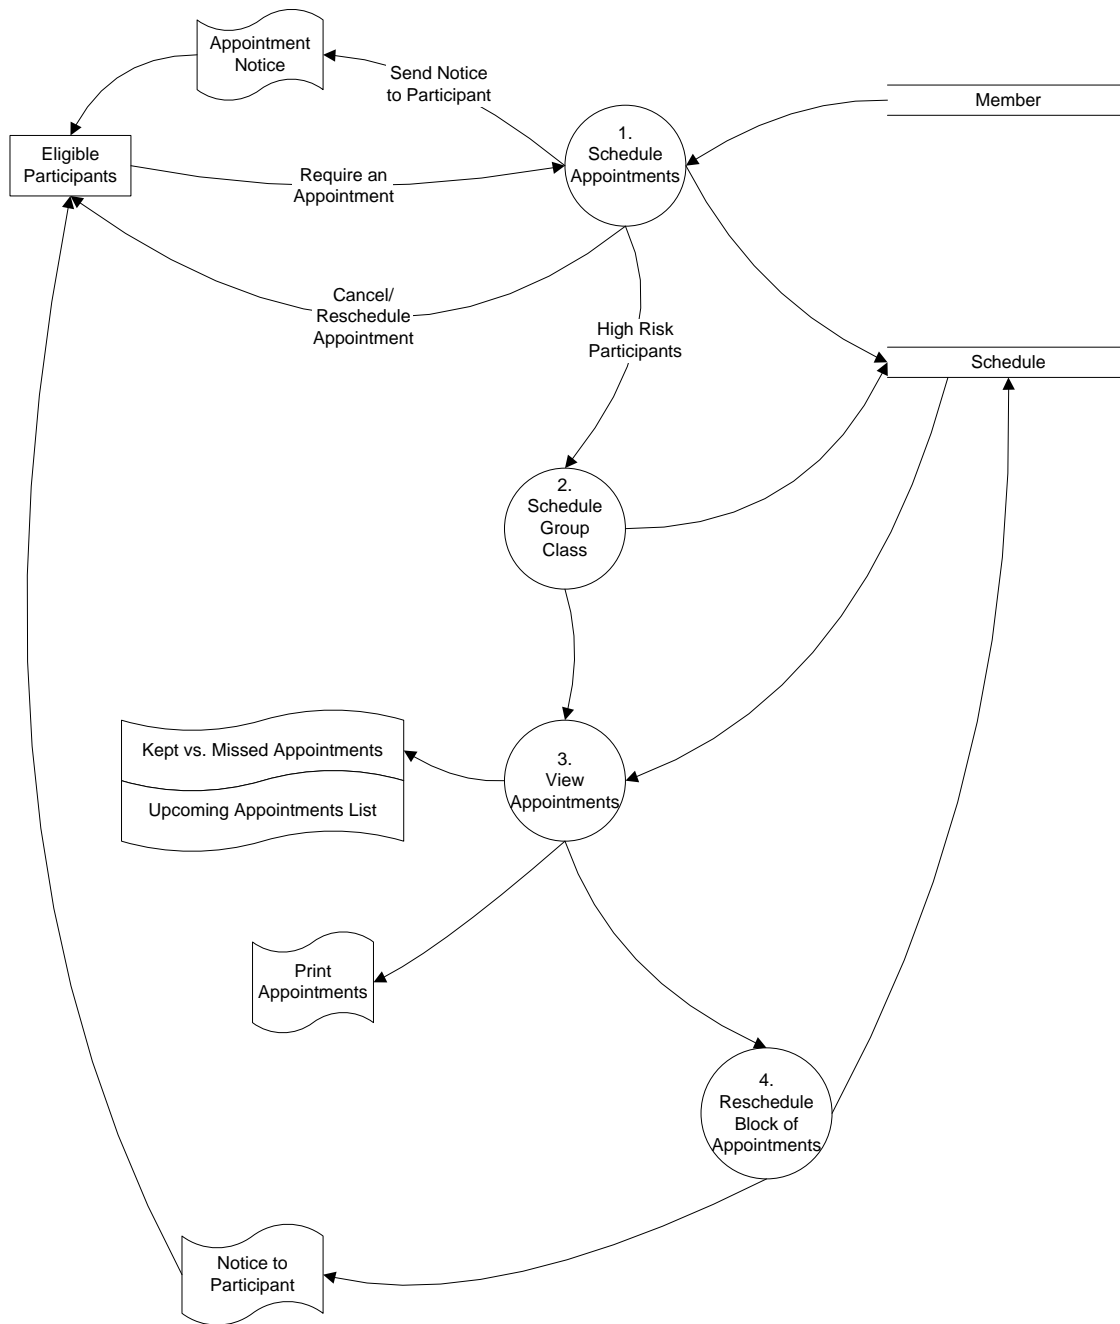 Appointment
Notice
Send Notice
to Participant
Member
1.
Schedule
Appointments
Eligible
Participants
Require an
Appointment
Cancel/
Reschedule
Appointment
High Risk
Participants
Schedule
2.
Schedule
Group
Class
Kept vs. Missed Appointments
Upcoming Appointments List
3.
View
Appointments
Print
Appointments
4.
Reschedule
Block of
Appointments
Notice to
Participant